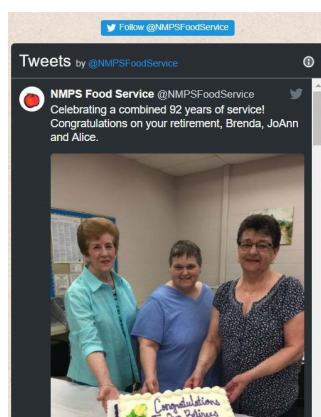 Follow @NMPSFoodService
Tweets by @NMPSFoodService
NMPS Food Service @NMPSFoodService
Celebrating a combined 92 years of service!
Congratulations on your retirement, Brenda, JoAnn
and Alice.
Congratulations
Retirees